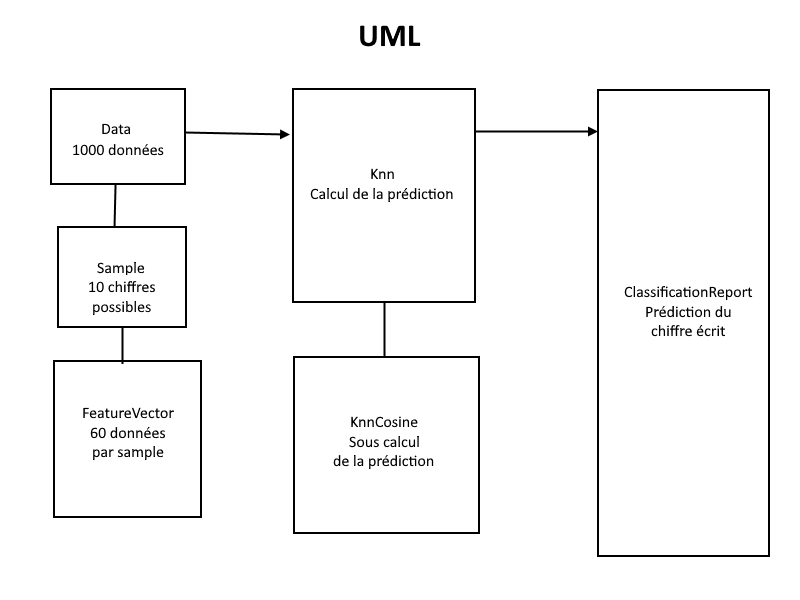 UML
Data
1000 données
Sample
10 chiffres
possibles
FeatureVector
60 données
par sample
Knn
Calcul de la prédiction
KnnCosine
Sous calcul
de la prédiction
ClassificationReport
Prédiction du
chiffre écrit